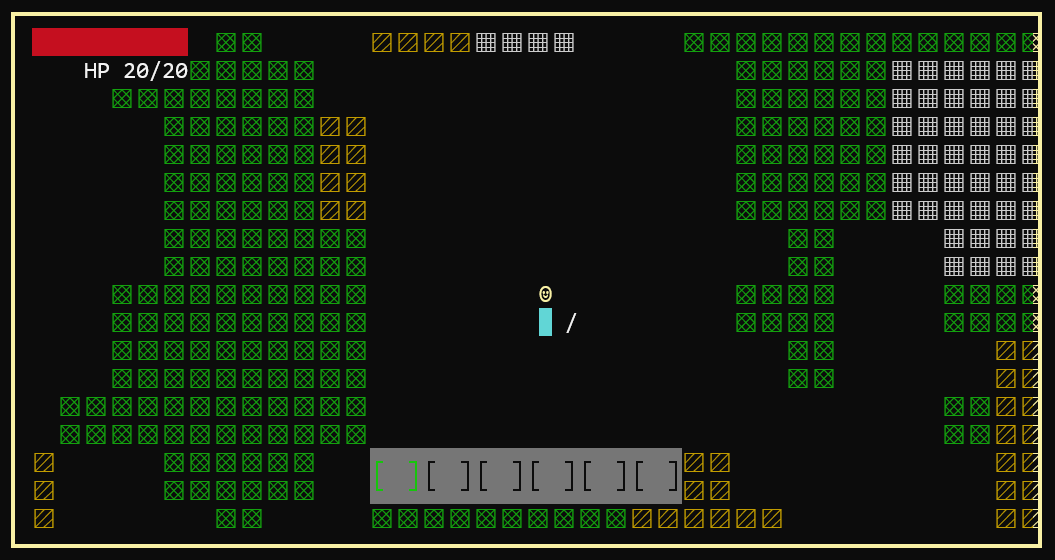 HP 20/20
/
[ ] [ ] [ ] [ ] [ ] [ ]